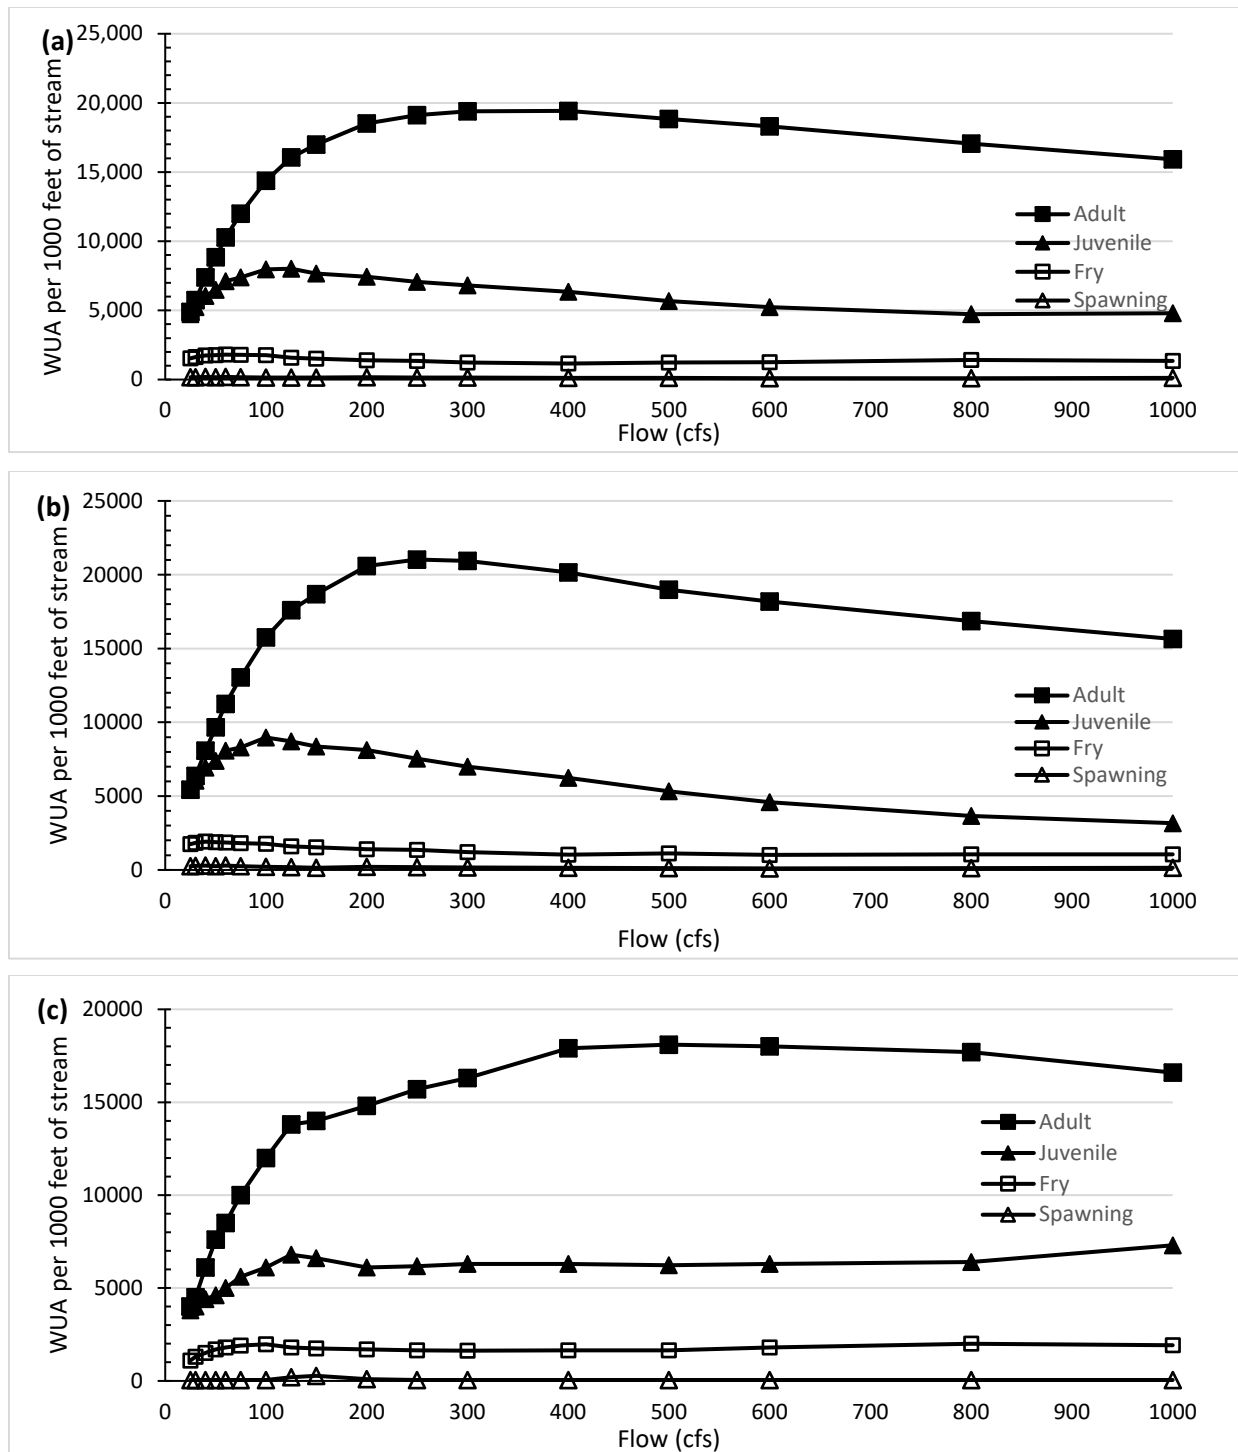 (a)
WUA per 1000 feet of stream
25,000
20,000
15,000
10,000
5,000
0
0 100 200 300 400 500 600 700 800 900 1000
Flow (cfs)
Adult
Juvenile
Fry
Spawning
(b)
WUA per 1000 feet of stream
25000
20000
15000
10000
5000
0
0 100 200 300 400 500 600 700 800 900 1000
Flow (cfs)
Adult
Juvenile
Fry
Spawning
(c)
WUA per 1000 feet of stream
20000
15000
10000
5000
0
0 100 200 300 400 500 600 700 800 900 1000
Flow (cfs)
Adult
Juvenile
Fry
Spawning